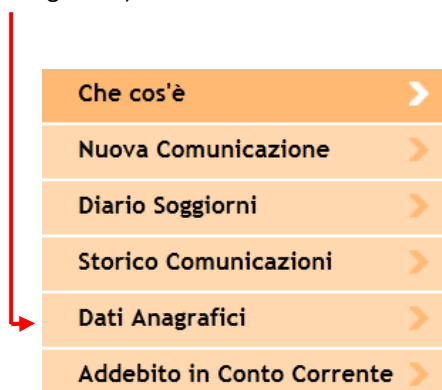 Che cos'è
Nuova Comunicazione
Diario Soggiorni
Storico Comunicazioni
Dati Anagrafici
Addebito in Conto Corrente